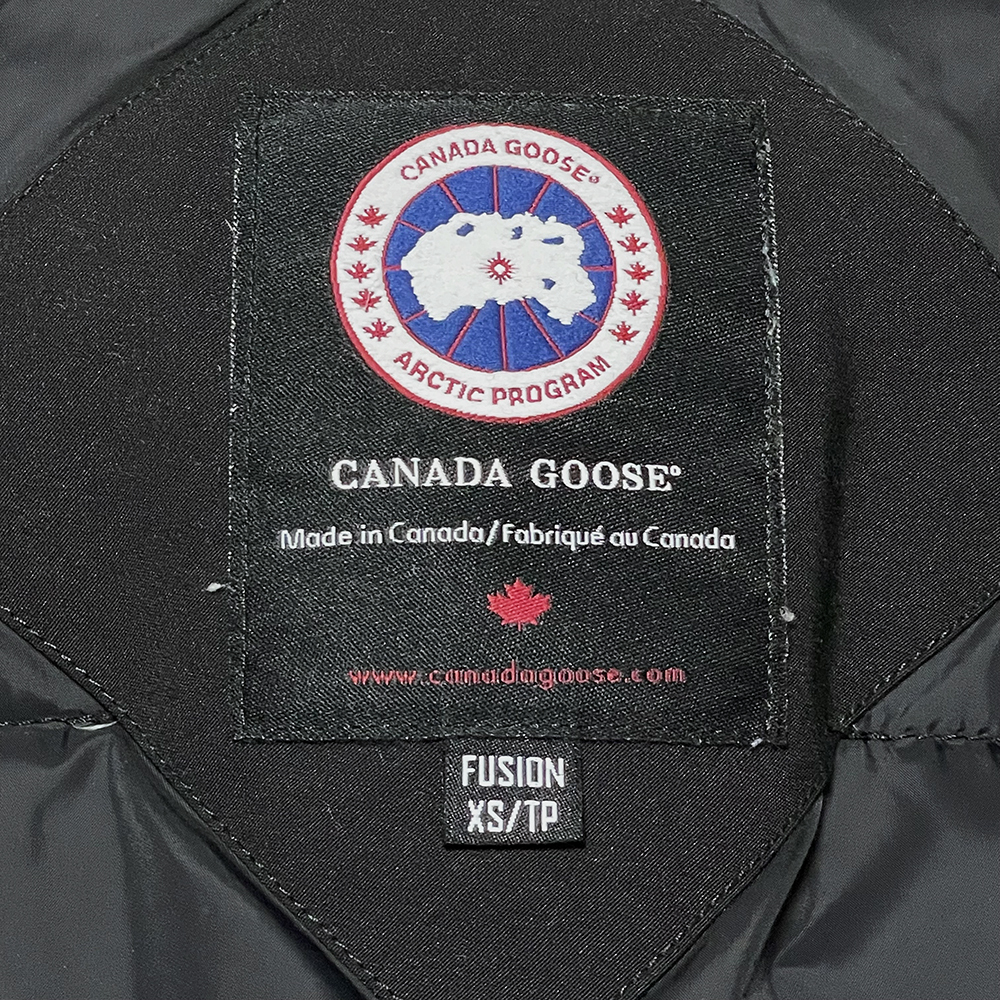 CANADA GOOSE®
ARCTIC PROGRAM
CANADA GOOSE®
Made in Canada/Fabriqué au Canada
www.canadagoose.com
FUSION
XS/TP